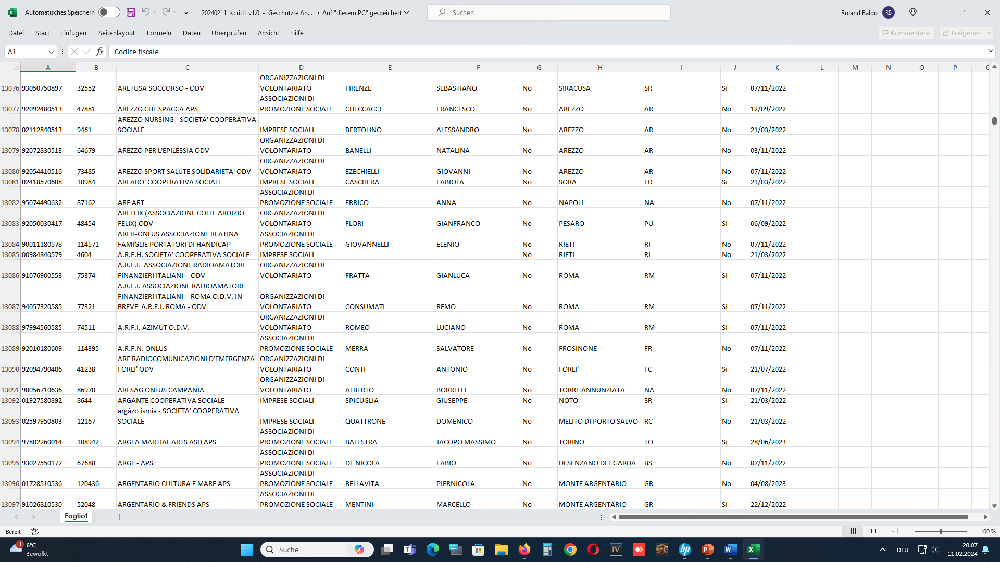 Automatisches Speichern 20240211_iscritti_v1.0 - Geschützte An... • Auf "diesem PC" gespeichert Suchen Roland Baldo RB
Datei Start Einfügen Seitenlayout Formeln Daten Überprüfen Ansicht Hilfe Kommentare Freigeben
A1 fx Codice fiscale
A B C D E F G H I J K L M N O P
13076 93050750897 32552 ARETUSA SOCCORSO - ODV ORGANIZZAZIONI DI VOLONTARIATO FIRENZE SEBASTIANO No SIRACUSA SR Si 07/11/2022
13077 92092480513 47881 AREZZO CHE SPACCA APS ASSOCIAZIONI DI PROMOZIONE SOCIALE CHECCACCI FRANCESCO No AREZZO AR No 12/09/2022
13078 02112840513 9461 AREZZO NURSING - SOCIETA' COOPERATIVA SOCIALE IMPRESE SOCIALI BERTOLINO ALESSANDRO No AREZZO AR No 21/03/2022
13079 92072830513 64679 AREZZO PER L'EPILESSIA ODV ORGANIZZAZIONI DI VOLONTARIATO BANELLI NATALINA No AREZZO AR No 03/11/2022
13080 92054410516 73485 AREZZO SPORT SALUTE SOLIDARIETA' ODV ORGANIZZAZIONI DI VOLONTARIATO EZECHIELLI GIOVANNI No AREZZO AR No 07/11/2022
13081 02418570608 10984 ARFARO' COOPERATIVA SOCIALE IMPRESE SOCIALI CASCHERA FABIOLA No SORA FR Si 21/03/2022
13082 95074490632 87162 ARF ART ASSOCIAZIONI DI PROMOZIONE SOCIALE ERRICO ANNA No NAPOLI NA No 07/11/2022
13083 92050030417 48454 ARFELIX (ASSOCIAZIONE COLLE ARDIZIO FELIX) ODV ORGANIZZAZIONI DI VOLONTARIATO FLORI GIANFRANCO No PESARO PU Si 06/09/2022
13084 90011180578 114571 ARFH-ONLUS ASSOCIAZIONE REATINA FAMIGLIE PORTATORI DI HANDICAP ASSOCIAZIONI DI PROMOZIONE SOCIALE GIOVANNELLI ELENIO No RIETI RI No 07/11/2022
13085 00984840579 4604 A.R.F.H. SOCIETA' COOPERATIVA SOCIALE IMPRESE SOCIALI No RIETI RI No 21/03/2022
13086 91076900553 75374 A.R.F.I. ASSOCIAZIONE RADIOAMATORI FINANZIERI ITALIANI - ODV ORGANIZZAZIONI DI VOLONTARIATO FRATTA GIANLUCA No ROMA RM Si 07/11/2022
13087 94057320585 77321 A.R.F.I. ASSOCIAZIONE RADIOAMATORI FINANZIERI ITALIANI - ROMA O.D.V. IN BREVE A.R.F.I. ROMA - ODV ORGANIZZAZIONI DI VOLONTARIATO CONSUMATI REMO No ROMA RM Si 07/11/2022
13088 97994560585 74511 A.R.F.I. AZIMUT O.D.V. ORGANIZZAZIONI DI VOLONTARIATO ROMEO LUCIANO No ROMA RM Si 07/11/2022
13089 92010180609 114395 A.R.F.N. ONLUS ASSOCIAZIONI DI PROMOZIONE SOCIALE MERRA SALVATORE No FROSINONE FR No 07/11/2022
13090 92094790406 41238 ARF RADIOCOMUNICAZIONI D'EMERGENZA FORLI' ODV ORGANIZZAZIONI DI VOLONTARIATO CONTI ANTONIO No FORLI' FC Si 21/07/2022
13091 90056710636 86970 ARFSAG ONLUS CAMPANIA ORGANIZZAZIONI DI VOLONTARIATO ALBERTO BORRELLI No TORRE ANNUNZIATA NA No 07/11/2022
13092 01927580892 8644 ARGANTE COOPERATIVA SOCIALE IMPRESE SOCIALI SPICUGLIA GIUSEPPE No NOTO SR Si 21/03/2022
13093 02597950803 12167 argàzo ismìa - SOCIETA' COOPERATIVA SOCIALE IMPRESE SOCIALI QUATTRONE DOMENICO No MELITO DI PORTO SALVO RC No 21/03/2022
13094 97802260014 108942 ARGEA MARTIAL ARTS ASD APS ASSOCIAZIONI DI PROMOZIONE SOCIALE BALESTRA JACOPO MASSIMO No TORINO TO Si 28/06/2023
13095 93027550172 67688 ARGE - APS ASSOCIAZIONI DI PROMOZIONE SOCIALE DE NICOLA FABIO No DESENZANO DEL GARDA BS No 07/11/2022
13096 01728510536 120436 ARGENTARIO CULTURA E MARE APS ASSOCIAZIONI DI PROMOZIONE SOCIALE BELLAVITA PIERNICOLA No MONTE ARGENTARIO GR No 04/08/2023
13097 91026810530 52048 ARGENTARIO & FRIENDS APS ASSOCIAZIONI DI PROMOZIONE SOCIALE MENTINI MARCELLO No MONTE ARGENTARIO GR Si 22/12/2022
Foglio1
Bereit 100 %
1 6°C Bewölkt Suche DEU 20:07 11.02.2024